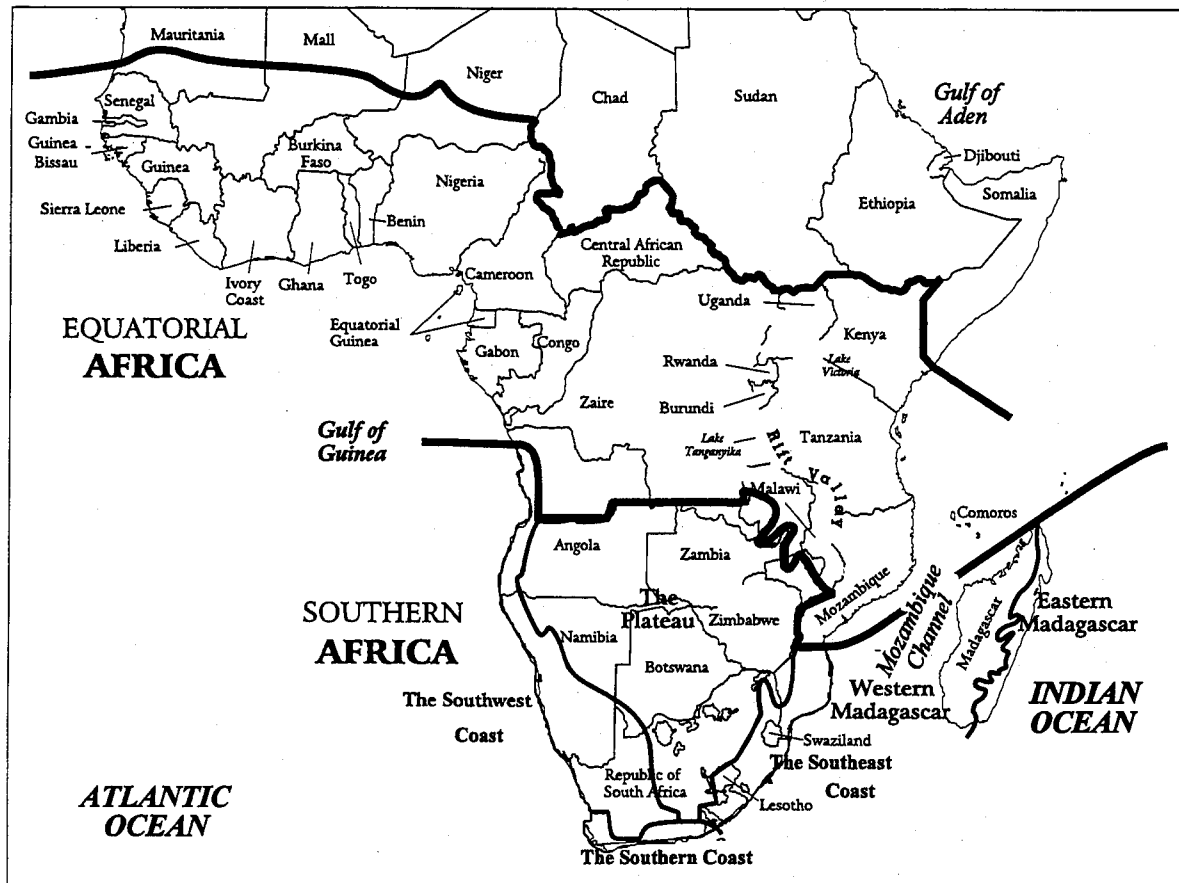 Mauritania
Mall
Niger
Chad
Sudan
Gulf of
Aden
Senegal
Gambia
Guinea
Bissau
Guinea
Burkina
Faso
Nigeria
Djibouti
Somalia
Ethiopia
Sierra Leone
Benin
Liberia
Ivory
Coast
Ghana
Togo
Cameroon
Central African
Republic
Uganda
Kenya
EQUATORIAL
AFRICA
Equatorial
Guinea
Gabon
Congo
Rwanda
Lake
Victoria
Zaire
Burundi
Gulf of
Guinea
Lake
Tanganyika
Rift Valley
Tanzania
Malawi
Comoros
Angola
Zambia
Mozambique
SOUTHERN
AFRICA
The
Plateau
Zimbabwe
Namibia
Botswana
Mozambique
Channel
Madagascar
Eastern
Madagascar
Western
Madagascar
INDIAN
OCEAN
The Southwest
Coast
Swaziland
The Southeast
Coast
Republic of
South Africa
Lesotho
ATLANTIC
OCEAN
The Southern Coast